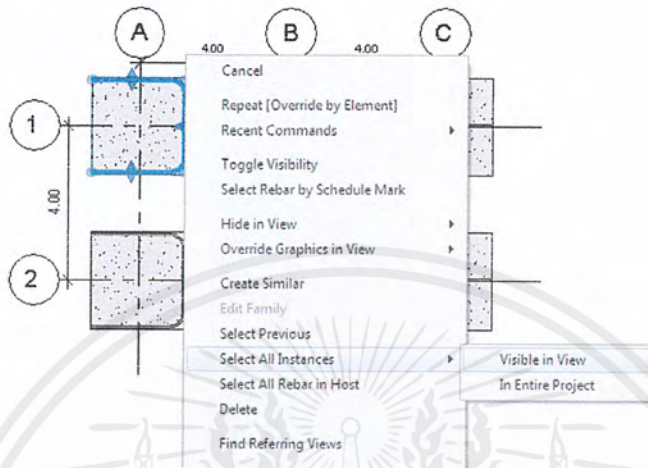 A
B
C
4.00
4.00
1
4.00
2
Cancel
Repeat [Override by Element]
Recent Commands
Toggle Visibility
Select Rebar by Schedule Mark
Hide in View
Override Graphics in View
Create Similar
Edit Family
Select Previous
Select All Instances
Visible in View
In Entire Project
Select All Rebar in Host
Delete
Find Referring Views